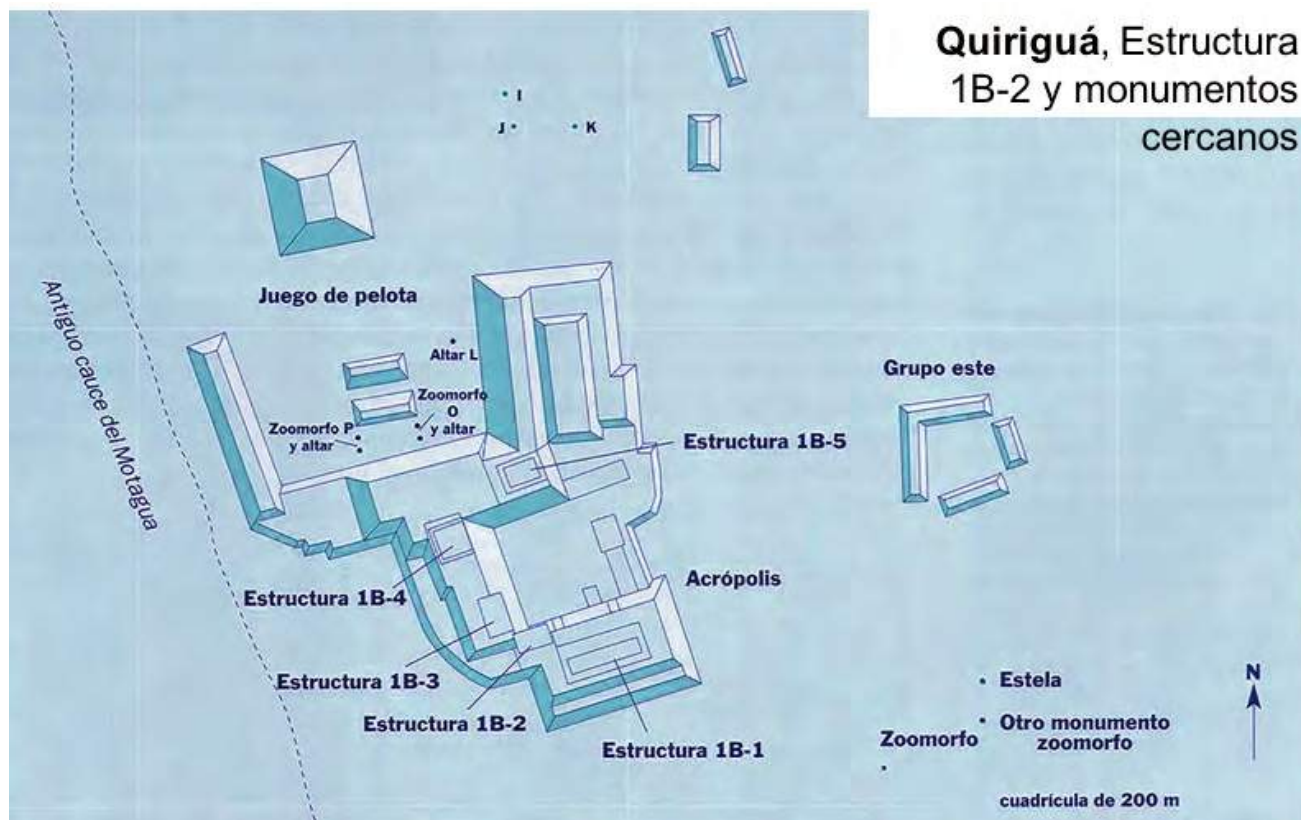 Quiriguá, Estructura
1B-2 y monumentos
cercanos
I
J
K
Juego de pelota
Antiguo cauce del Motagua
Altar L
Zoomorfo
O
y altar
Zoomorfo P
y altar
Grupo este
Estructura 1B-5
Acrópolis
Estructura 1B-4
Estructura 1B-3
Estructura 1B-2
Estructura 1B-1
Estela
Otro monumento
zoomorfo
Zoomorfo
N
cuadrícula de 200 m